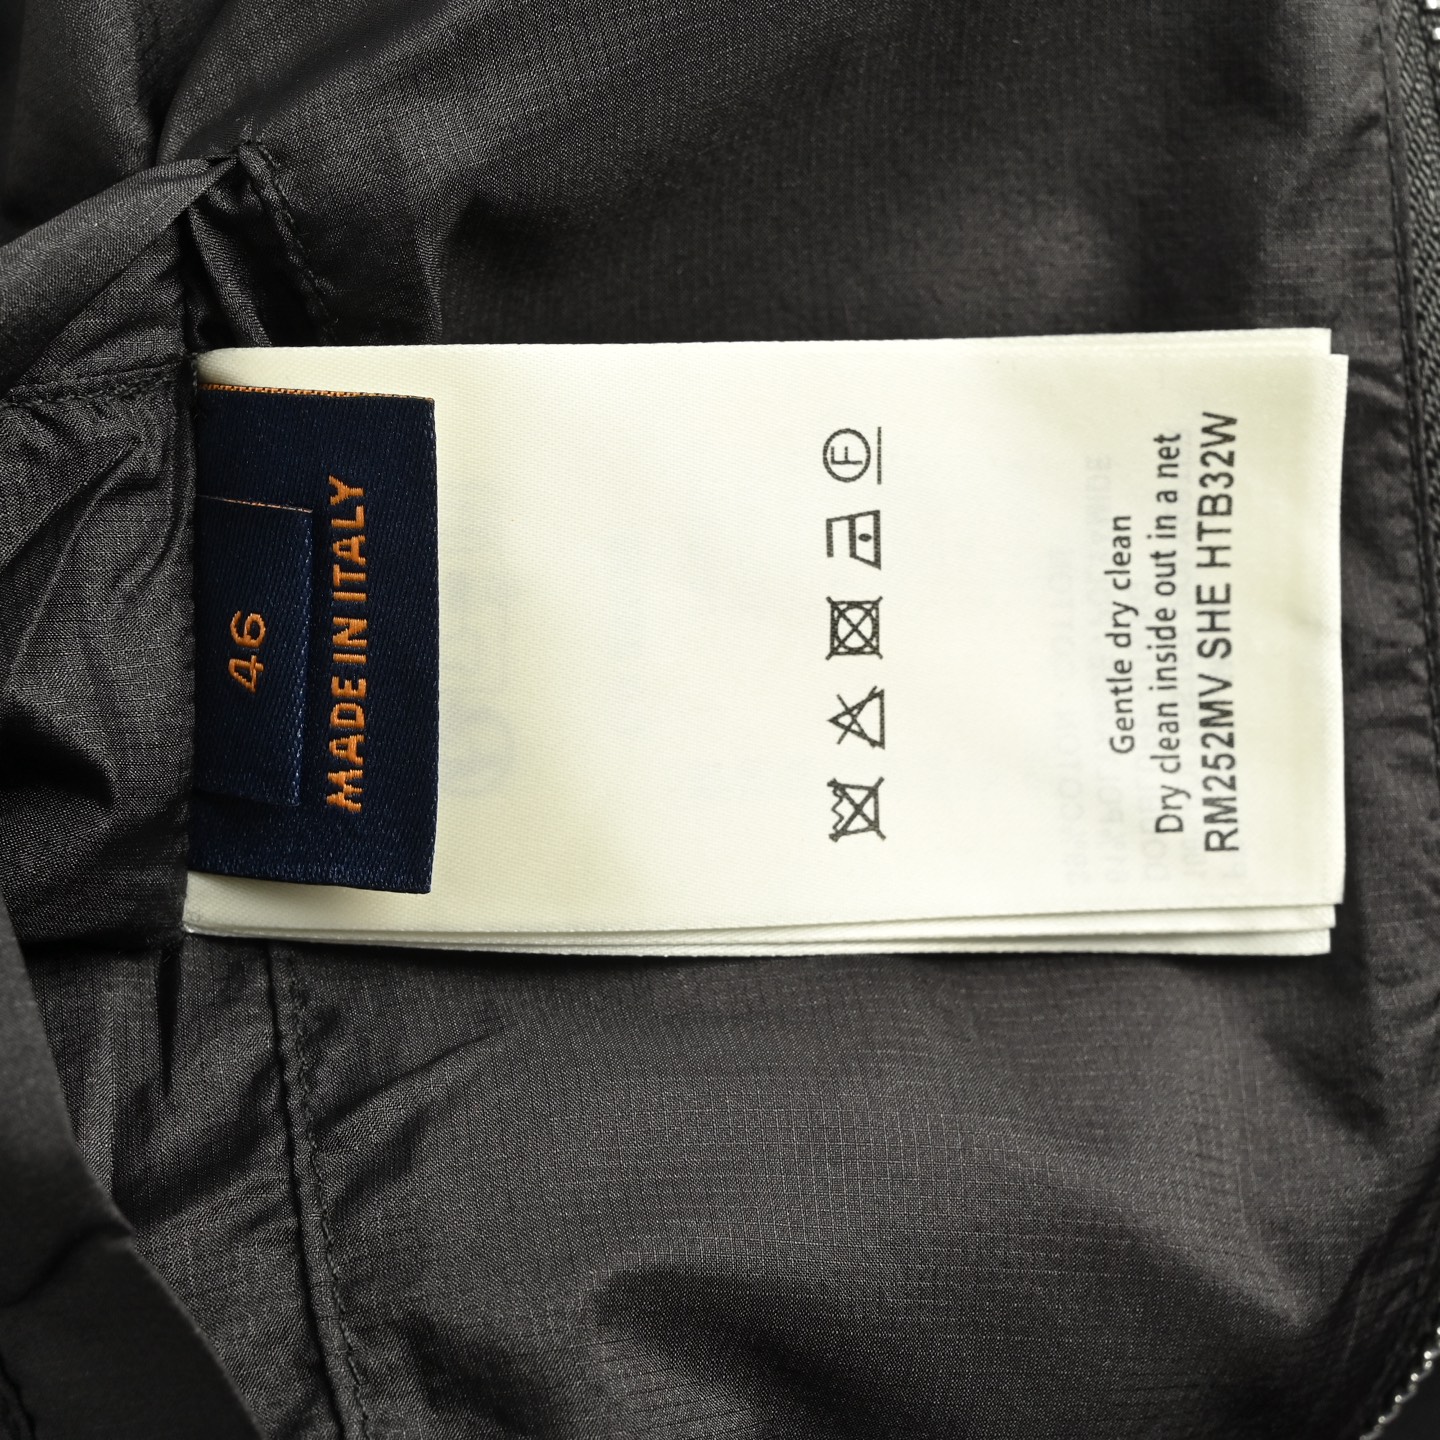 46
MADE IN ITALY
F
Gentle dry clean
Dry clean inside out in a net
RM252MV SHE HTB32W